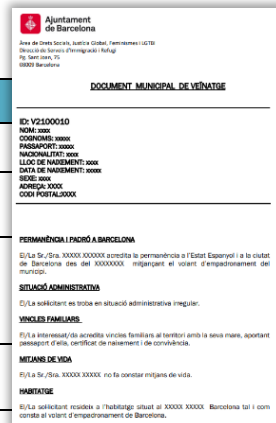 Ajuntament
de Barcelona
Àrea de Drets Socials, Justícia Global, Feminismes i LGTBI
Direcció de Serveis d'Immigració i Refugi
Pg. Sant Joan, 75
08009 Barcelona
DOCUMENT MUNICIPAL DE VEÏNATGE
ID: V2100010
NOM: xxxx
COGNOMS: xxxxx
PASSAPORT: xxxxx
NACIONALITAT: xxxx
LLOC DE NAIXEMENT: xxxx
DATA DE NAIXEMENT: xxxxx
SEXE: xxxx
ADREÇA: XXXX
CODI POSTAL:XXXX
PERMANÈNCIA I PADRÓ A BARCELONA
El/La Sr./Sra. XXXXX XXXXXX acredita la permanència a l'Estat Espanyol i a la ciutat
de Barcelona des del XXXXXXXX mitjançant el volant d'empadronament del
municipi.
SITUACIÓ ADMINISTRATIVA
El/La sol·licitant es troba en situació administrativa irregular.
VINCLES FAMILIARS
El/La interessat/da acredita vincles familiars al territori amb la seva mare, aportant
passaport d'ella, certificat de naixement i de convivència.
MITJANS DE VIDA
El/La Sr./Sra. XXXXX XXXXX no fa constar mitjans de vida.
HABITATGE
El/La sol·licitant resideix a l'habitatge situat al XXXXX XXXXX Barcelona tal i com
consta al volant d'empadronament de Barcelona.